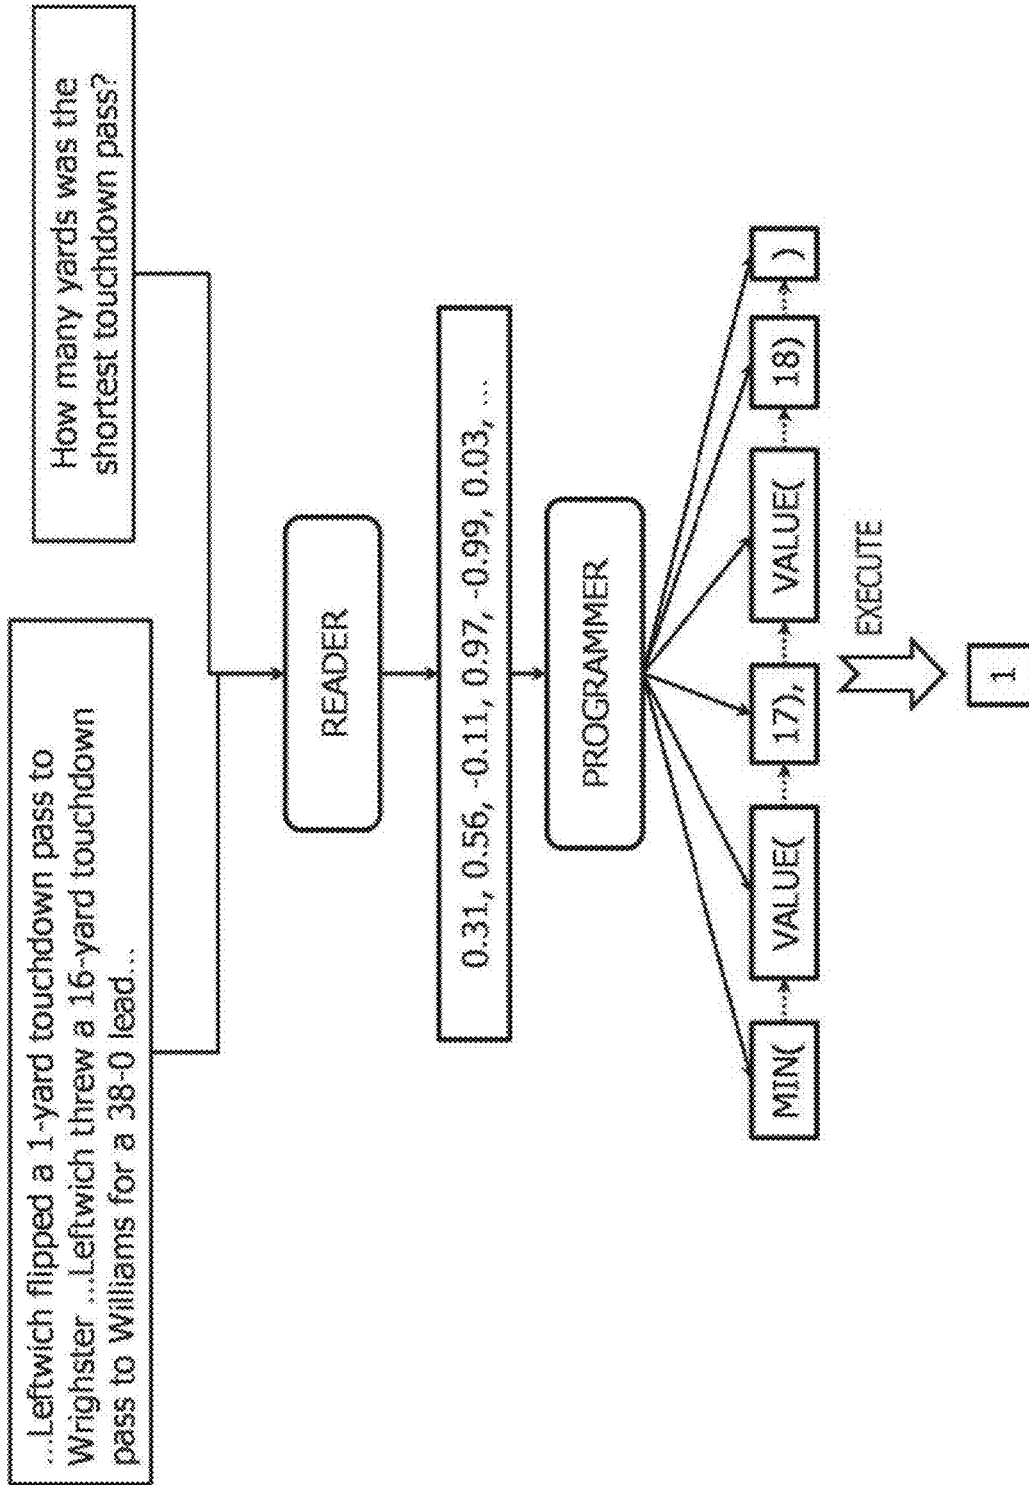 ...Leftwich flipped a 1-yard touchdown pass to
Wrighster ...Leftwich threw a 16-yard touchdown
pass to Williams for a 38-0 lead...
How many yards was the
shortest touchdown pass?
READER
0.31, 0.56, -0.11, 0.97, -0.99, 0.03, ...
PROGRAMMER
MIN(
VALUE(
17),
VALUE(
18)
)
EXECUTE
1